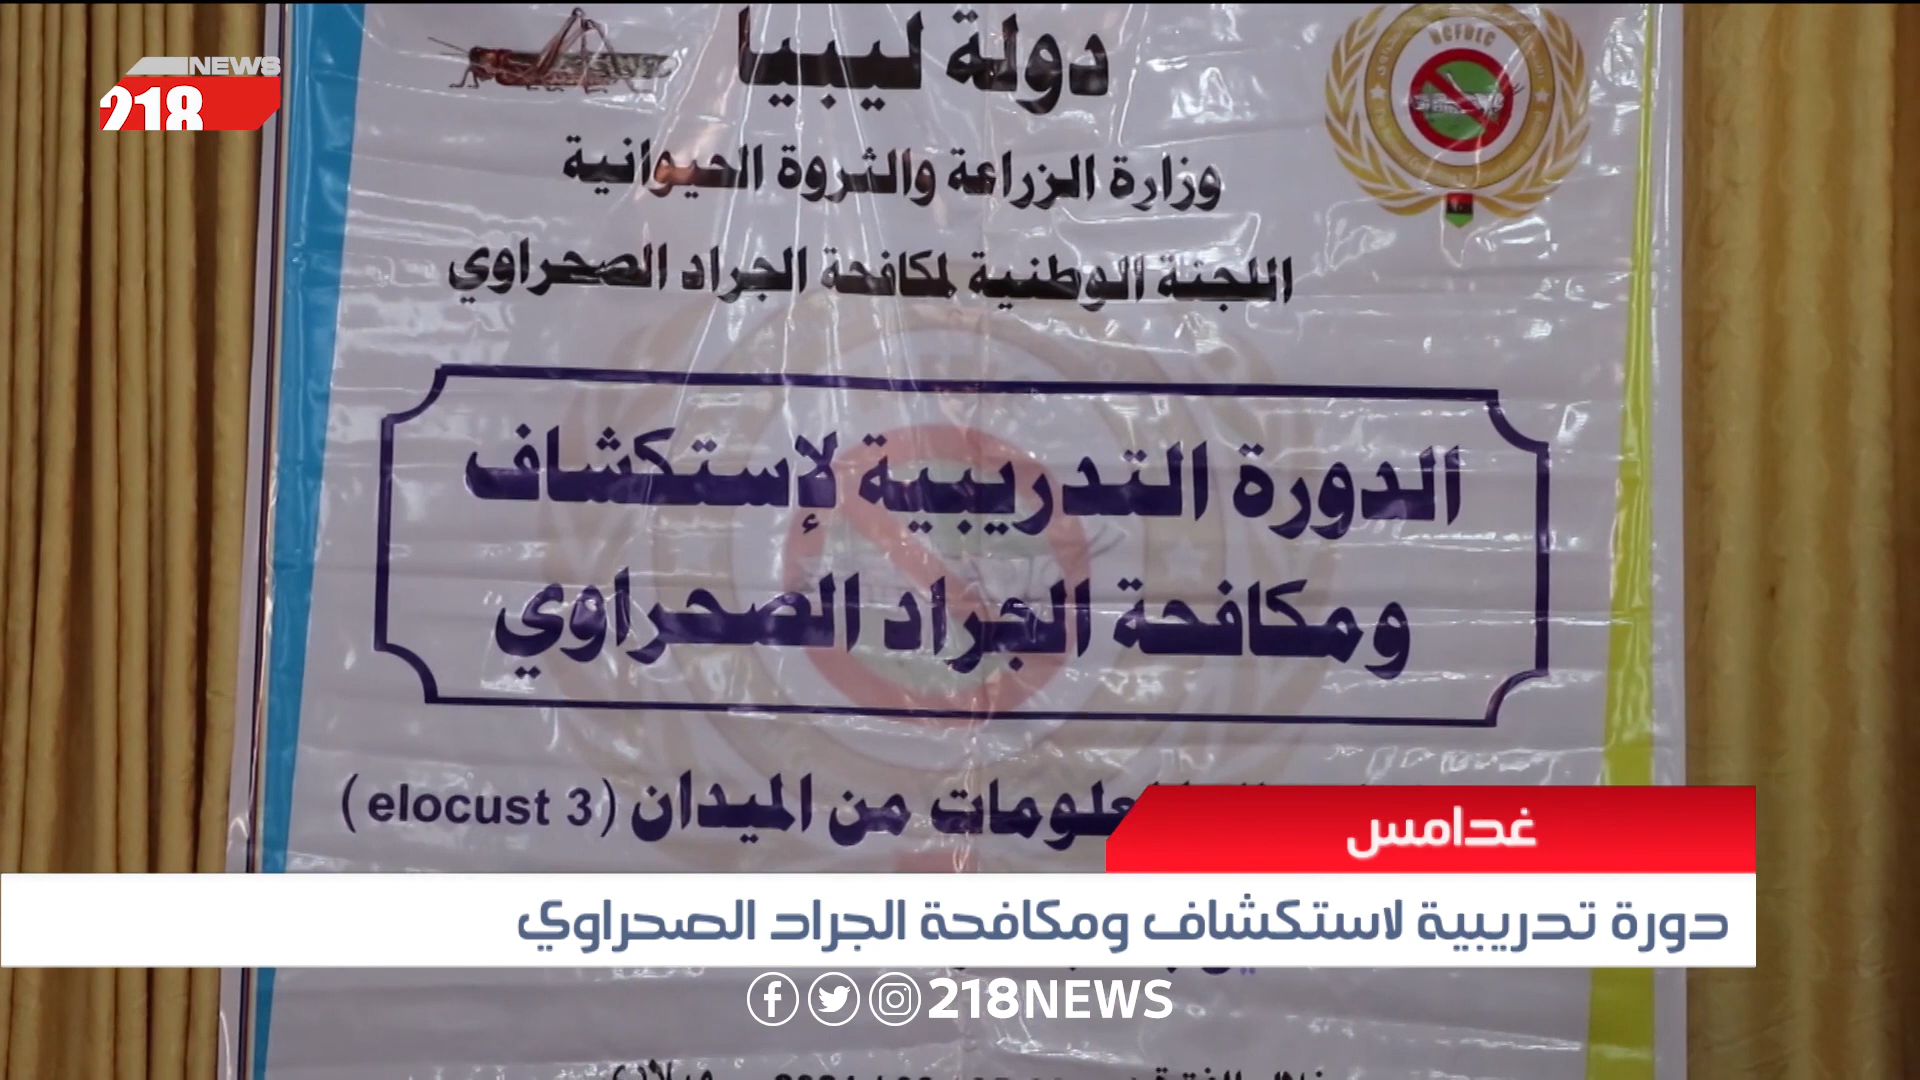 NEWS
218
دولة ليبيا
وزارة الزراعة والثروة الحيوانية
اللجنة الوطنية لمكافحة الجراد الصحراوي
NCFDLC
الدورة التدريبية لإستكشاف
ومكافحة الجراد الصحراوي
من الميدان (elocust 3)
غدامس
دورة تدريبية لاستكشاف ومكافحة الجراد الصحراوي
218NEWS